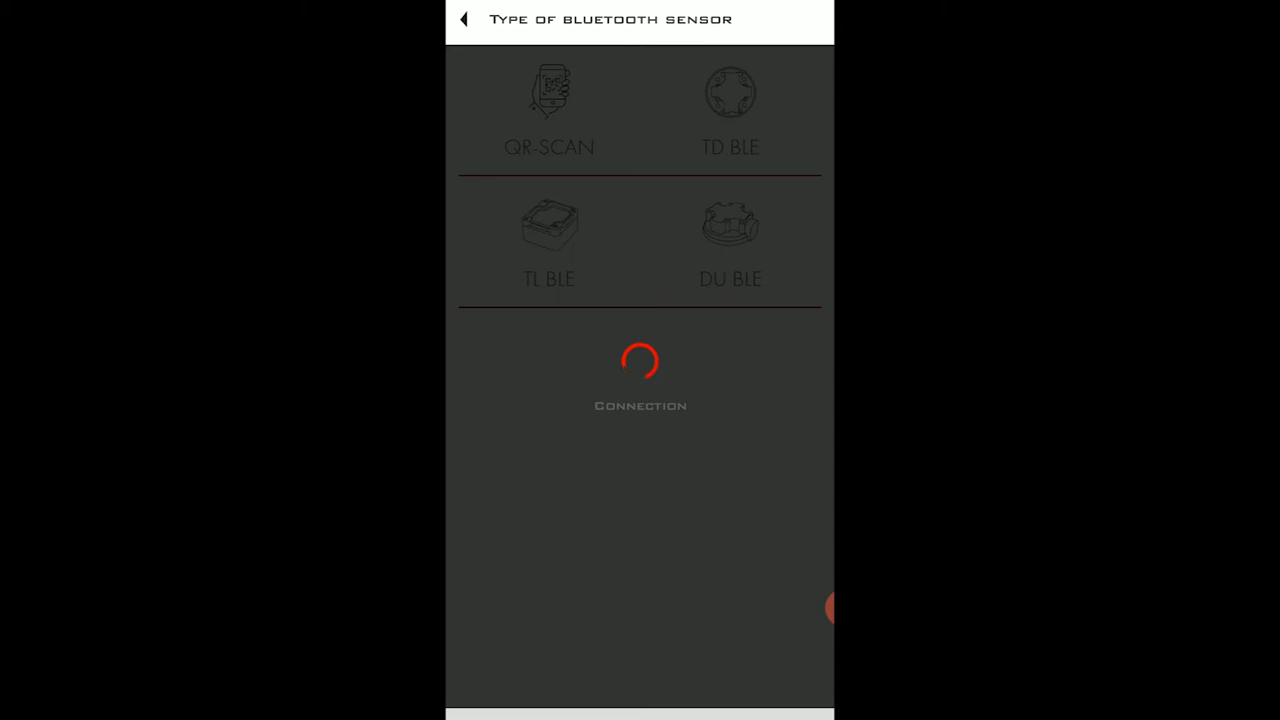 Type of bluetooth sensor
QR-SCAN
TD BLE
TL BLE
DU BLE
Connection